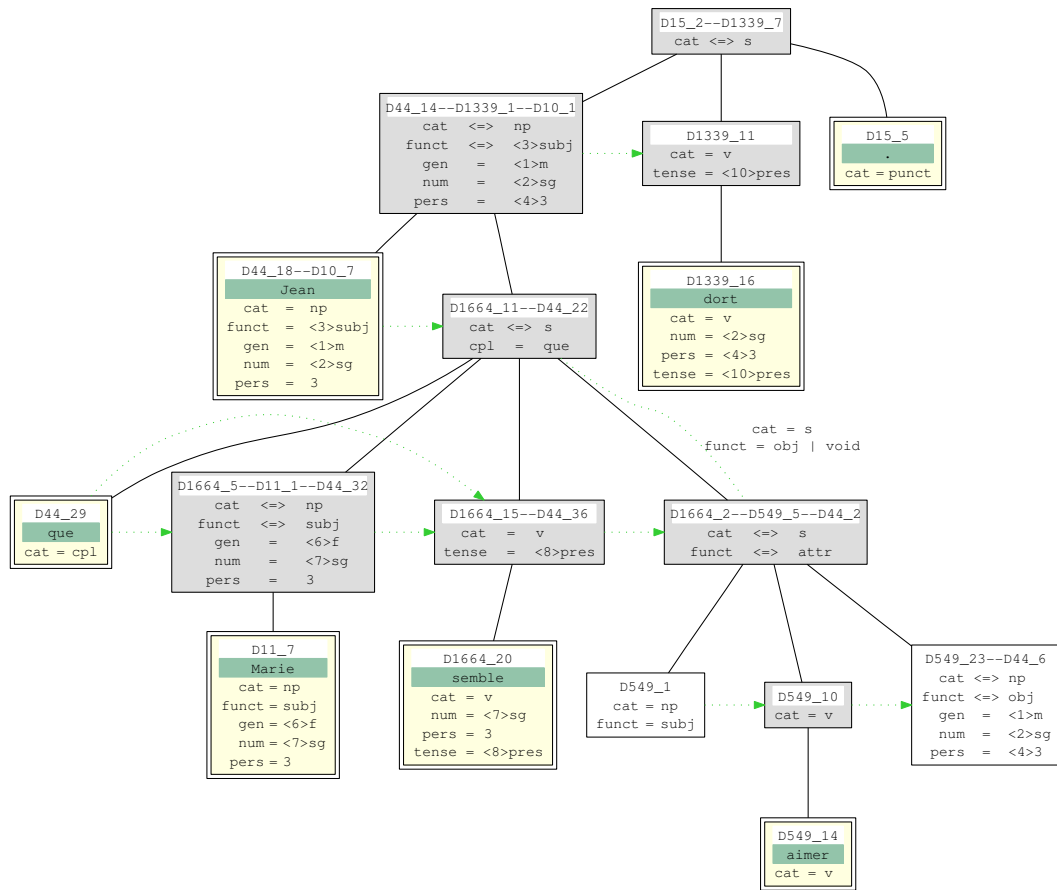 D15_2--D1339_7
cat <=> s
D44_14--D1339_1--D10_1
cat <=> np
funct <=> <3>subj
gen = <1>m
num = <2>sg
pers = <4>3
D1339_11
cat = v
tense = <10>pres
D15_5
.
cat = punct
D44_18--D10_7
Jean
cat = np
funct = <3>subj
gen = <1>m
num = <2>sg
pers = 3
D1664_11--D44_22
cat <=> s
cpl = que
D1339_16
dort
cat = v
num = <2>sg
pers = <4>3
tense = <10>pres
cat = s
funct = obj | void
D44_29
que
cat = cpl
D1664_5--D11_1--D44_32
cat <=> np
funct <=> subj
gen = <6>f
num = <7>sg
pers = 3
D1664_15--D44_36
cat = v
tense = <8>pres
D1664_2--D549_5--D44_2
cat <=> s
funct <=> attr
D11_7
Marie
cat = np
funct = subj
gen = <6>f
num = <7>sg
pers = 3
D1664_20
semble
cat = v
num = <7>sg
pers = 3
tense = <8>pres
D549_1
cat = np
funct = subj
D549_10
cat = v
D549_23--D44_6
cat <=> np
funct <=> obj
gen = <1>m
num = <2>sg
pers = <4>3
D549_14
aimer
cat = v